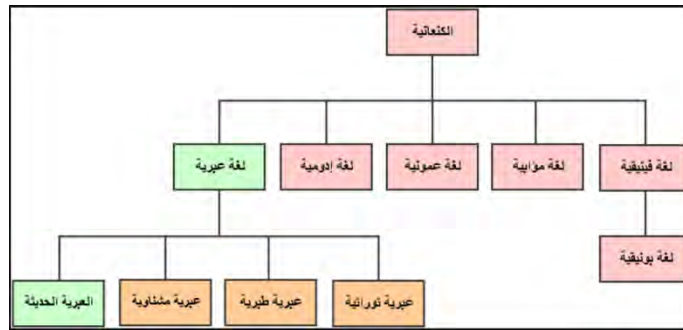 الكنعانية
لغة فينيقية
لغة مؤابية
لغة عمونية
لغة إدومية
لغة عبرية
لغة بونيقية
عبرية توراتية
عبرية طبرية
عبرية مشناوية
العبرية الحديثة